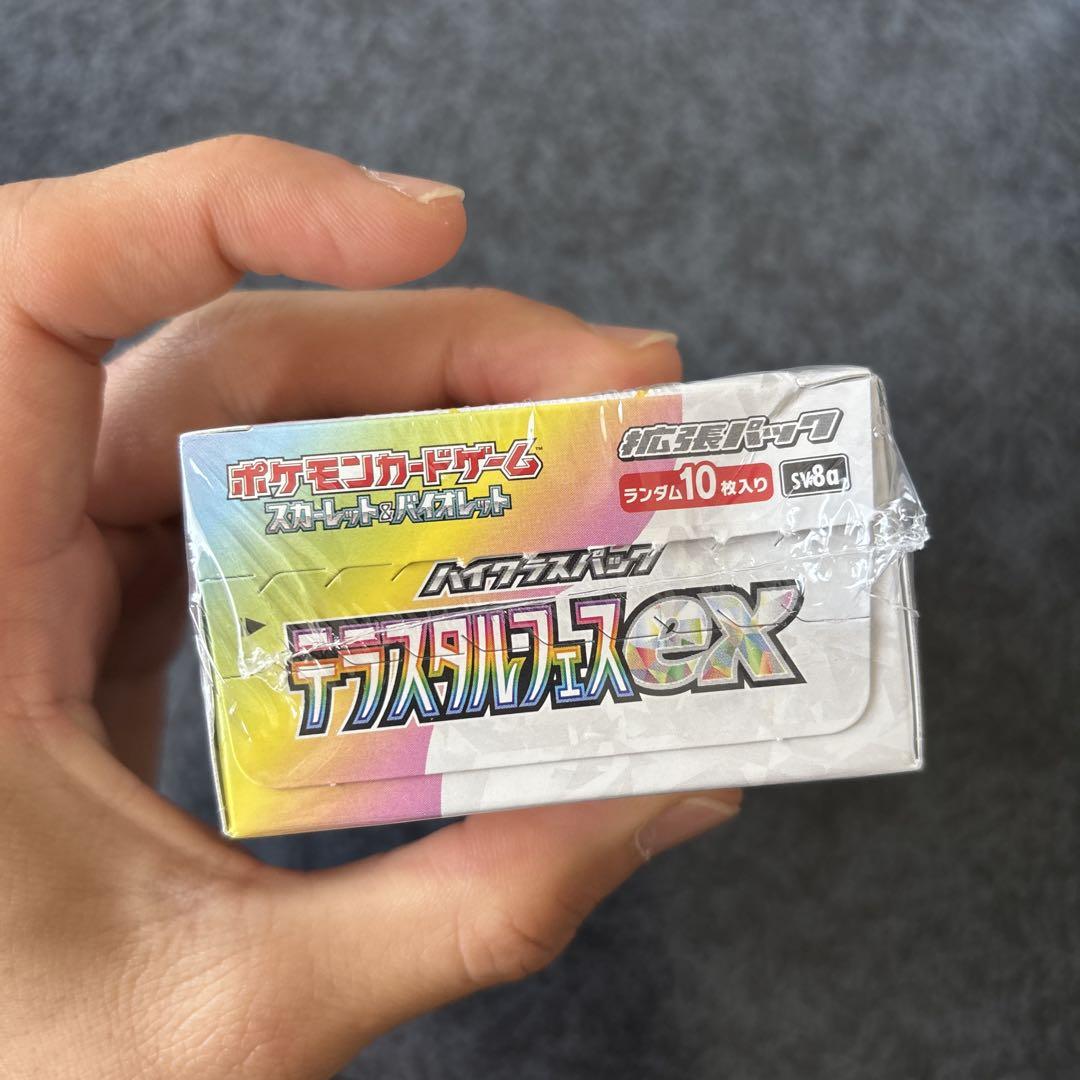 ポケモンカードゲーム™
スカーレット&バイオレット
拡張パック
ランダム10枚入り
sv8a
ハイクラスパック
テラスタルフェスex